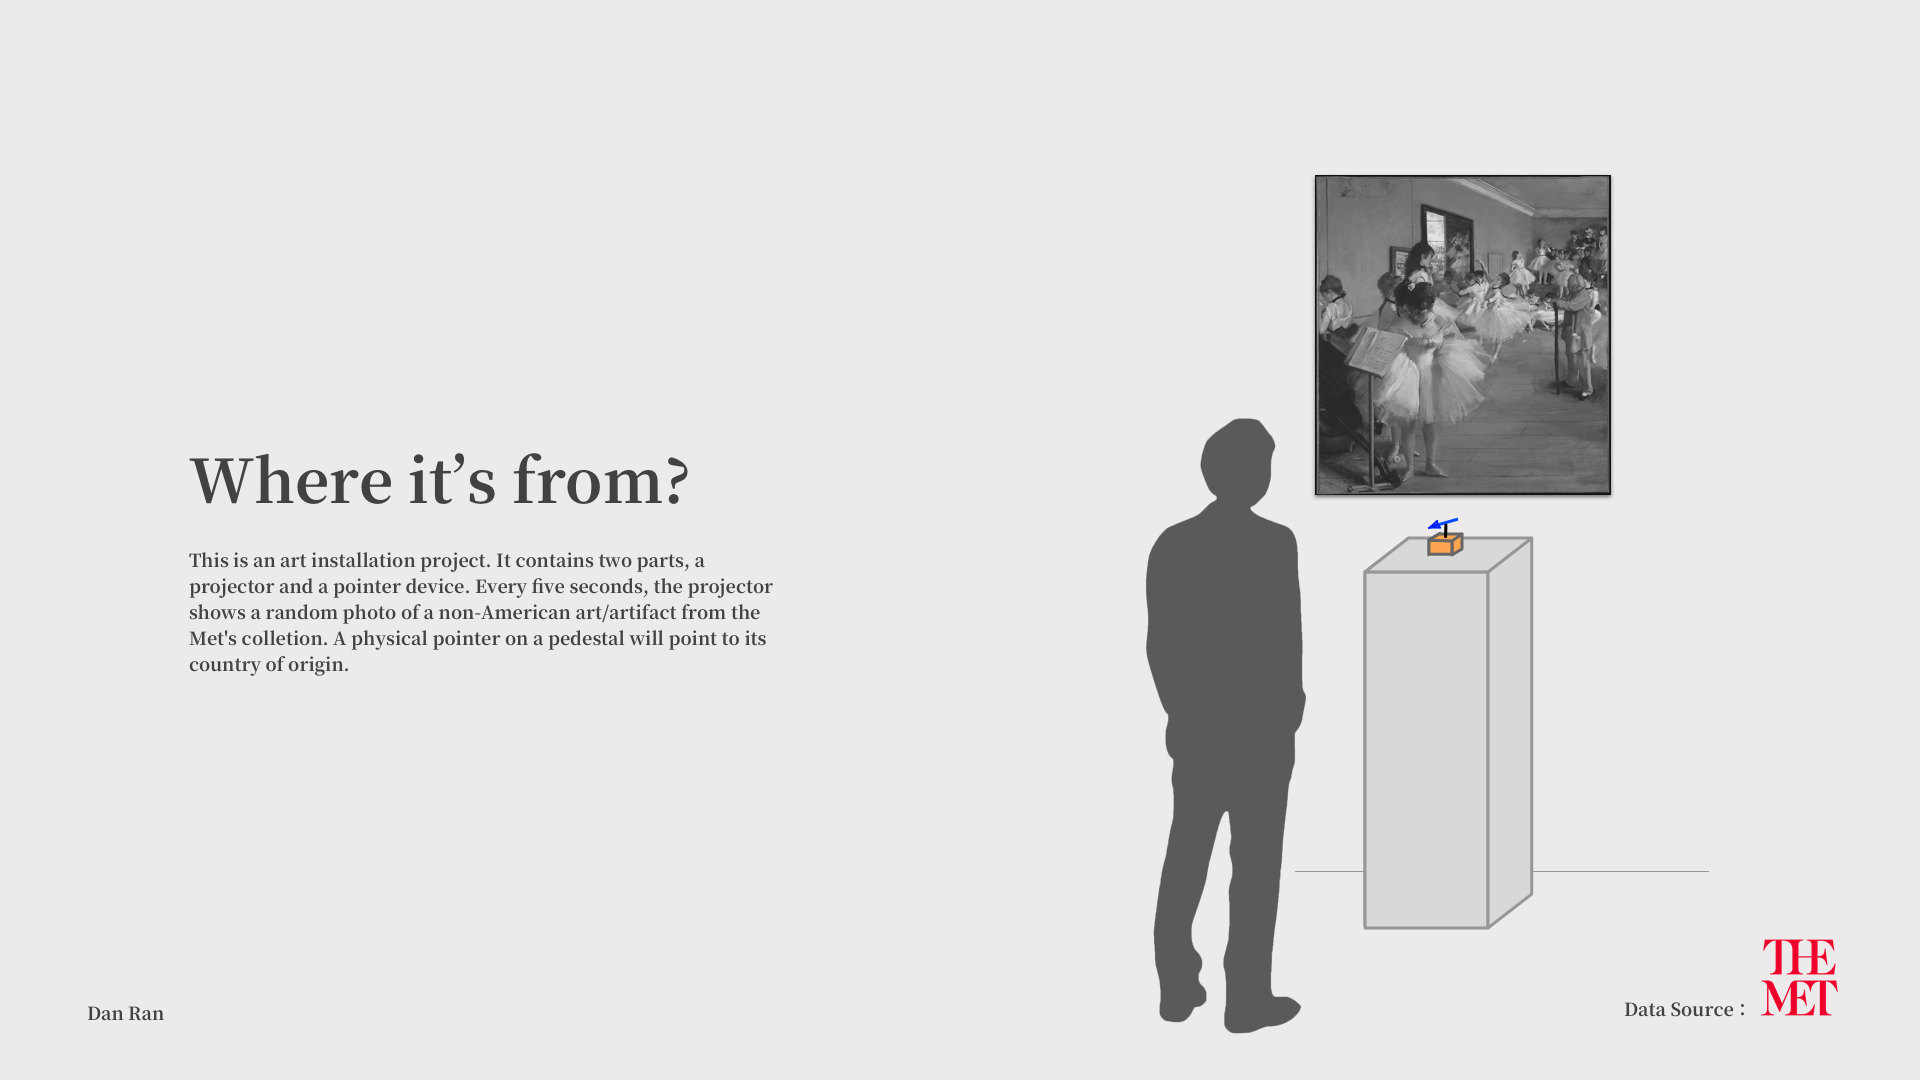 Where it’s from?
This is an art installation project. It contains two parts, a
projector and a pointer device. Every five seconds, the projector
shows a random photo of a non-American art/artifact from the
Met's colletion. A physical pointer on a pedestal will point to its
country of origin.
Dan Ran
Data Source：
THE
MET